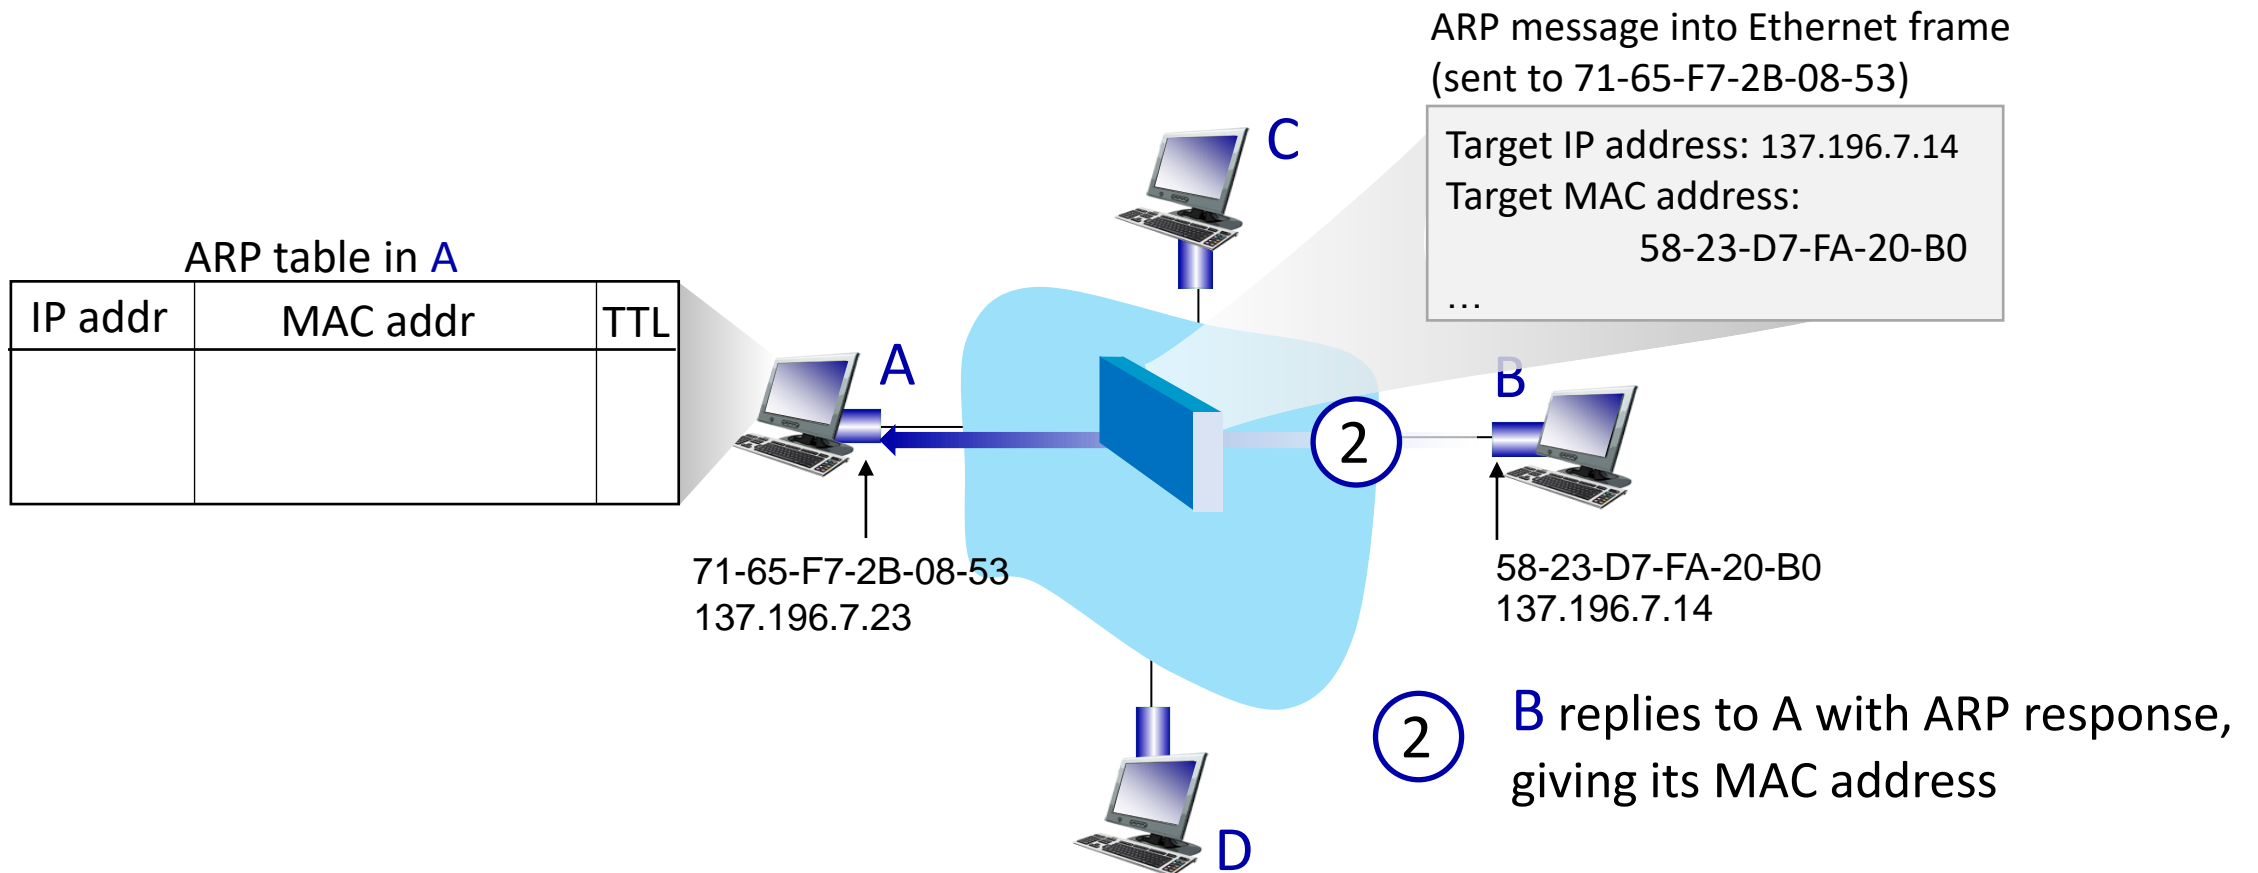 ARP message into Ethernet frame
(sent to 71-65-F7-2B-08-53)
Target IP address: 137.196.7.14
Target MAC address:
58-23-D7-FA-20-B0
…
C
ARP table in A
IP addr MAC addr TTL
A
B
2
71-65-F7-2B-08-53
137.196.7.23
58-23-D7-FA-20-B0
137.196.7.14
2
B replies to A with ARP response,
giving its MAC address
D